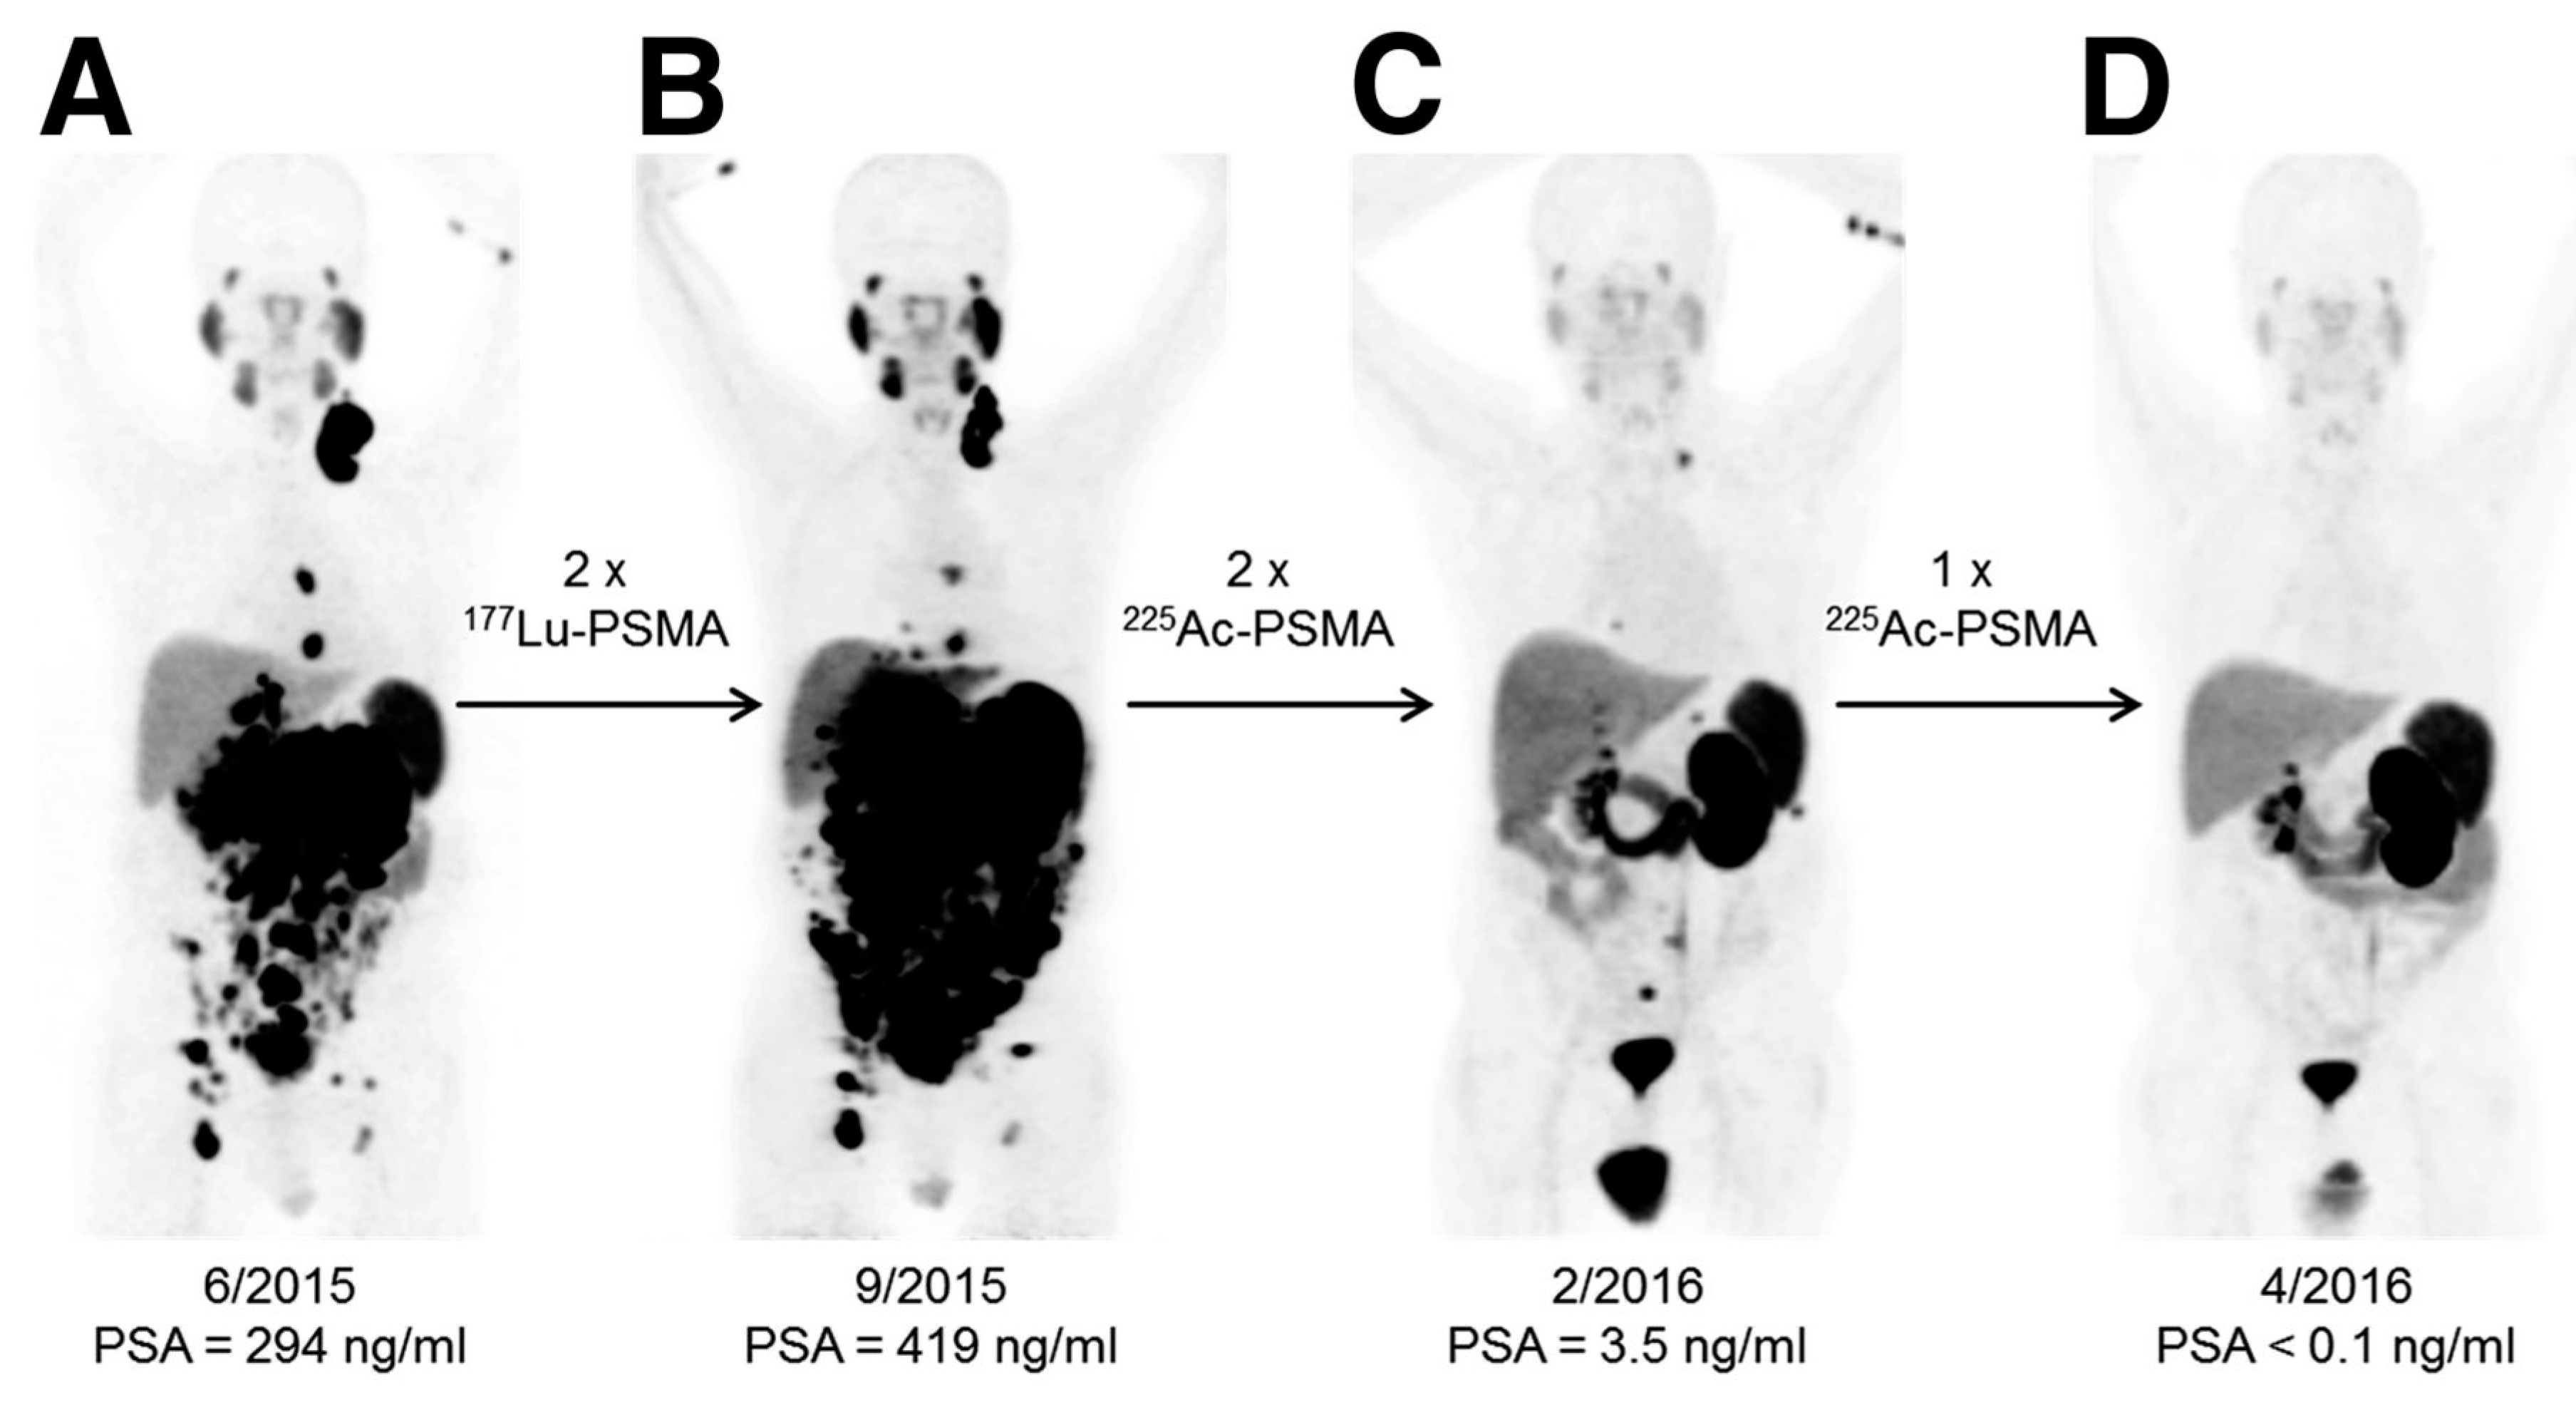 A B C D
2 x
177Lu-PSMA
2 x
225Ac-PSMA
1 x
225Ac-PSMA
6/2015
PSA = 294 ng/ml
9/2015
PSA = 419 ng/ml
2/2016
PSA = 3.5 ng/ml
4/2016
PSA < 0.1 ng/ml